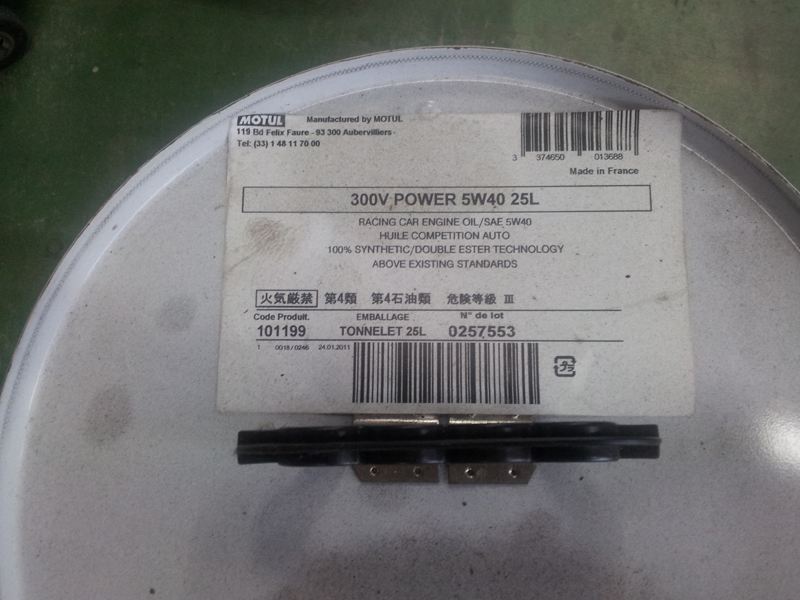 MOTUL Manufactured by MOTUL
119 Bd Felix Faure - 93 300 Aubervilliers -
Tel: (33) 1 48 11 70 00
3 374650 013688
Made in France
300V POWER 5W40 25L
RACING CAR ENGINE OIL/SAE 5W40
HUILE COMPETITION AUTO
100% SYNTHETIC/DOUBLE ESTER TECHNOLOGY
ABOVE EXISTING STANDARDS
火気厳禁 第4類 第4石油類 危険等級 Ⅲ
Code Produit. EMBALLAGE N° de lot
101199 TONNELET 25L 0257553
1 0018 / 0246 24.01.2011
プラ